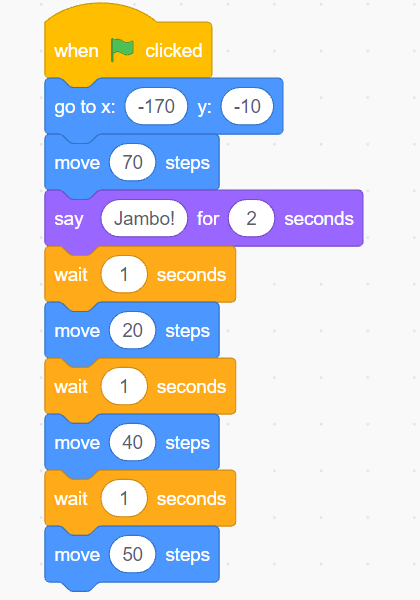 when clicked
go to x: -170 y: -10
move 70 steps
say Jambo! for 2 seconds
wait 1 seconds
move 20 steps
wait 1 seconds
move 40 steps
wait 1 seconds
move 50 steps